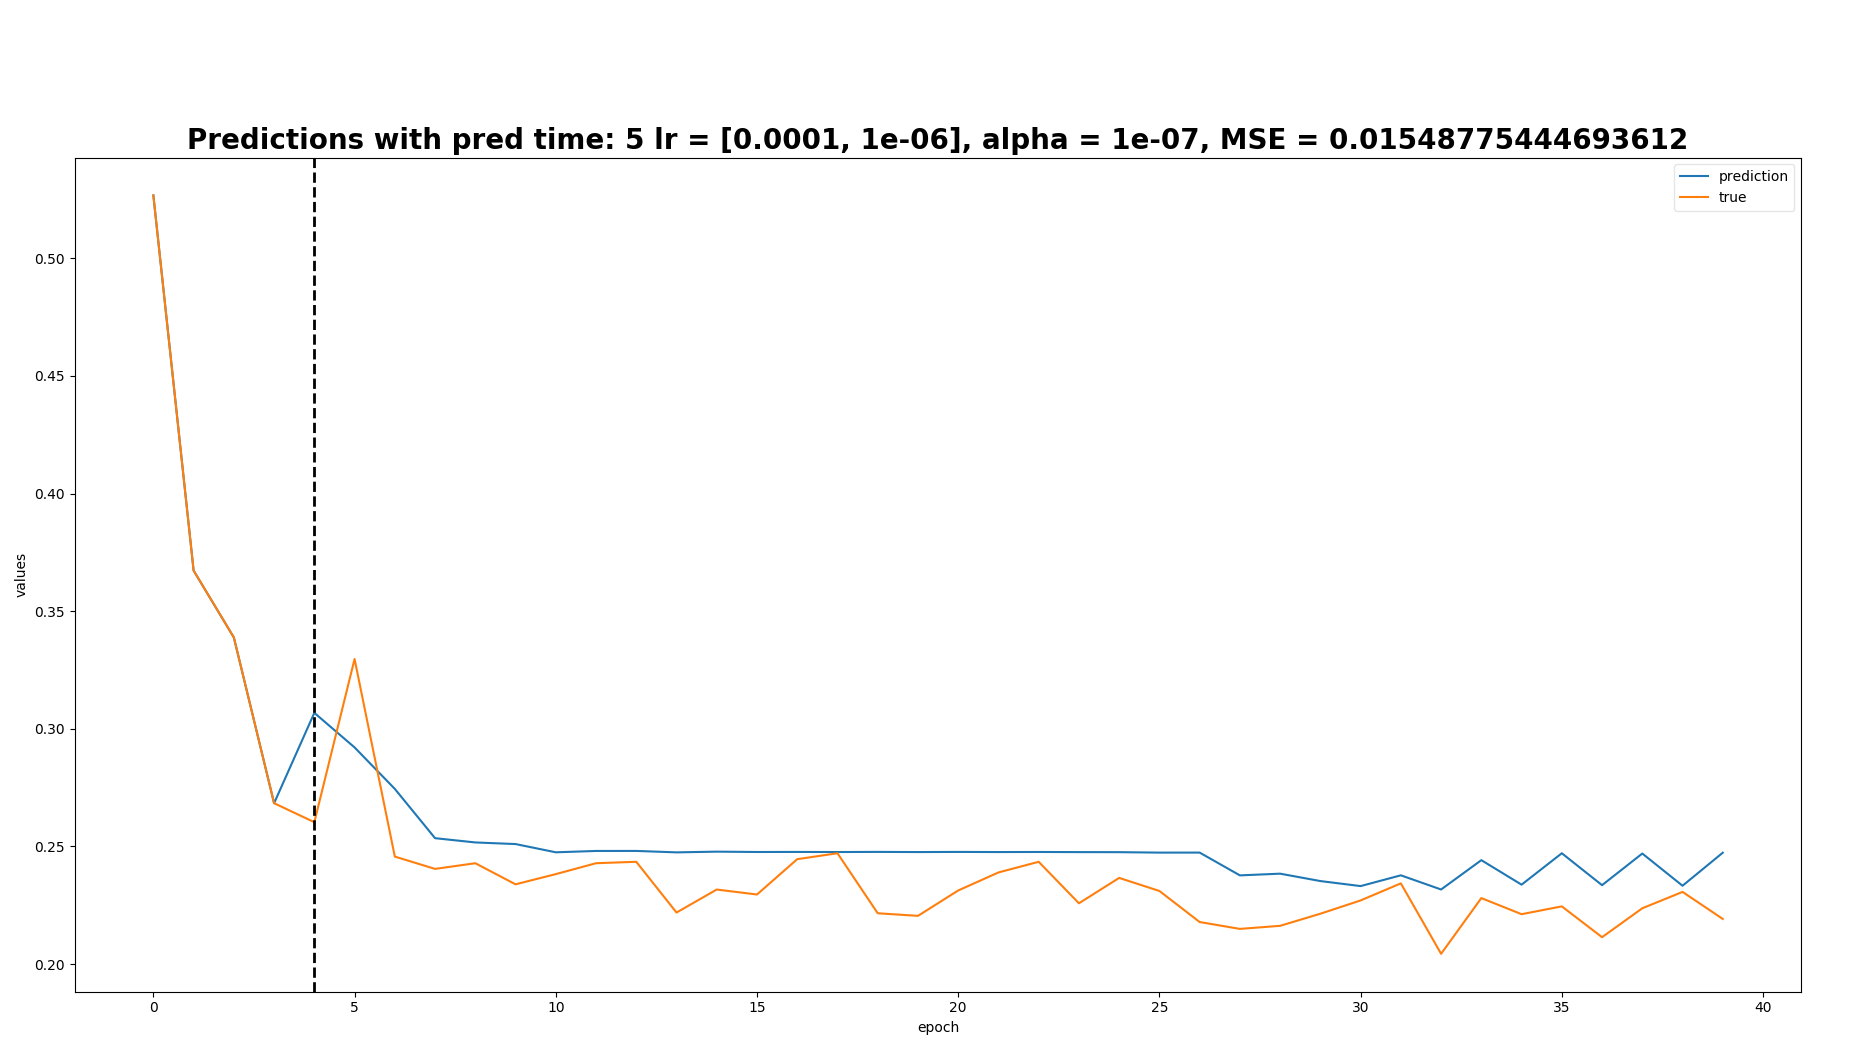 Predictions with pred time: 5 lr = [0.0001, 1e-06], alpha = 1e-07, MSE = 0.01548775444693612
prediction
true
0.50
0.45
0.40
0.35
0.30
0.25
0.20
values
0 5 10 15 20 25 30 35 40
epoch